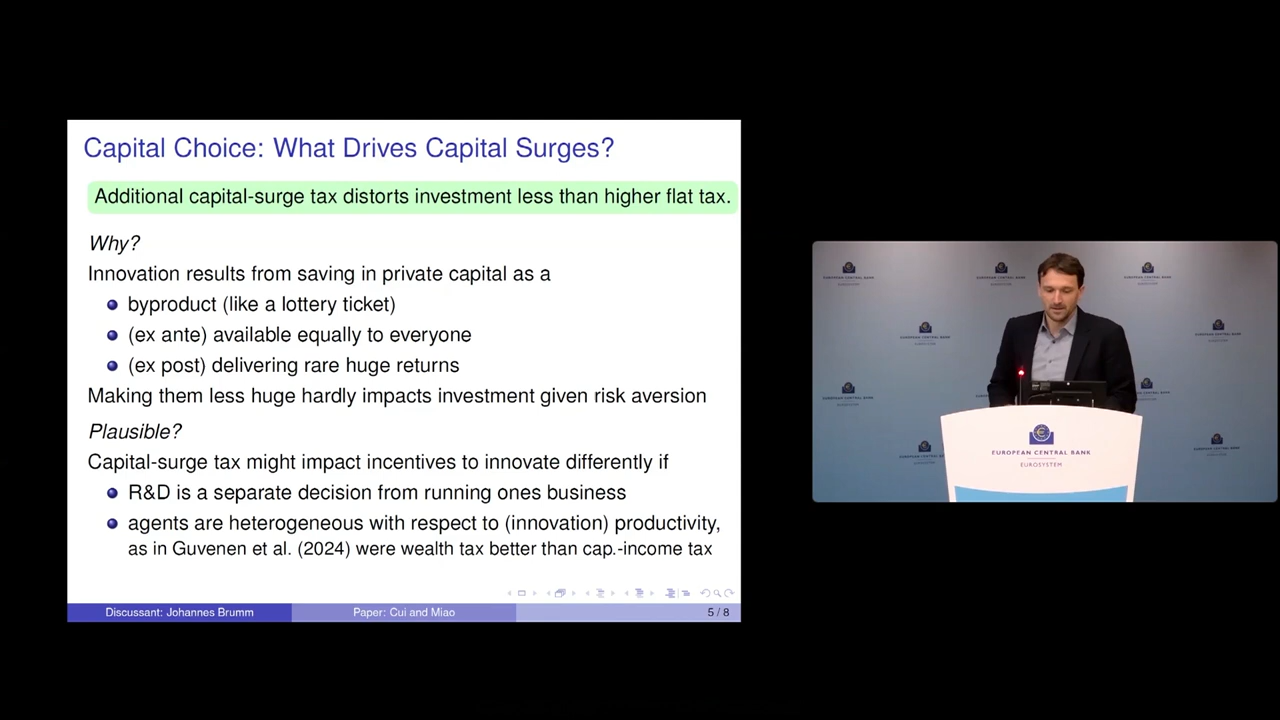 Capital Choice: What Drives Capital Surges?
Additional capital-surge tax distorts investment less than higher flat tax.
Why?
Innovation results from saving in private capital as a
byproduct (like a lottery ticket)
(ex ante) available equally to everyone
(ex post) delivering rare huge returns
Making them less huge hardly impacts investment given risk aversion
Plausible?
Capital-surge tax might impact incentives to innovate differently if
R&D is a separate decision from running ones business
agents are heterogeneous with respect to (innovation) productivity,
as in Guvenen et al. (2024) were wealth tax better than cap.-income tax
Discussant: Johannes Brumm
Paper: Cui and Miao
5 / 8
EUROPEAN CENTRAL BANK
EUROSYSTEM